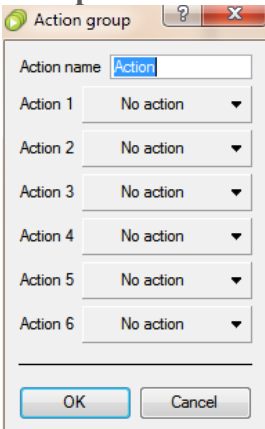 Action group ? X
Action name Action
Action 1 No action
Action 2 No action
Action 3 No action
Action 4 No action
Action 5 No action
Action 6 No action
OK Cancel